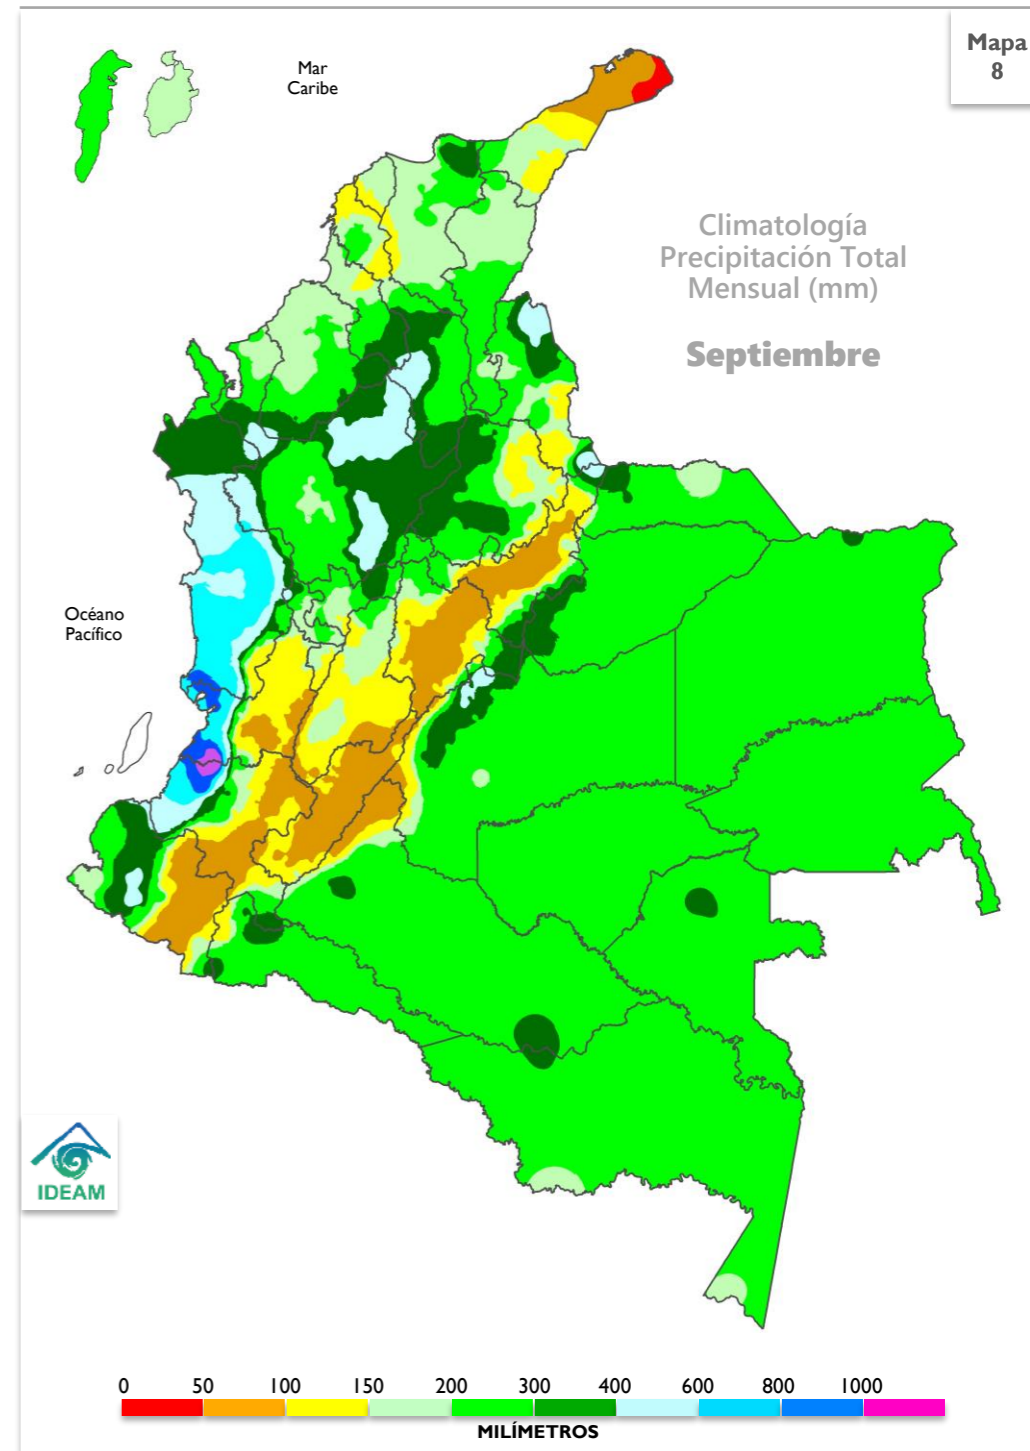 Mapa
8
Mar
Caribe
Climatología
Precipitación Total
Mensual (mm)
Septiembre
Océano
Pacífico
IDEAM
0 50 100 150 200 300 400 600 800 1000
MILÍMETROS